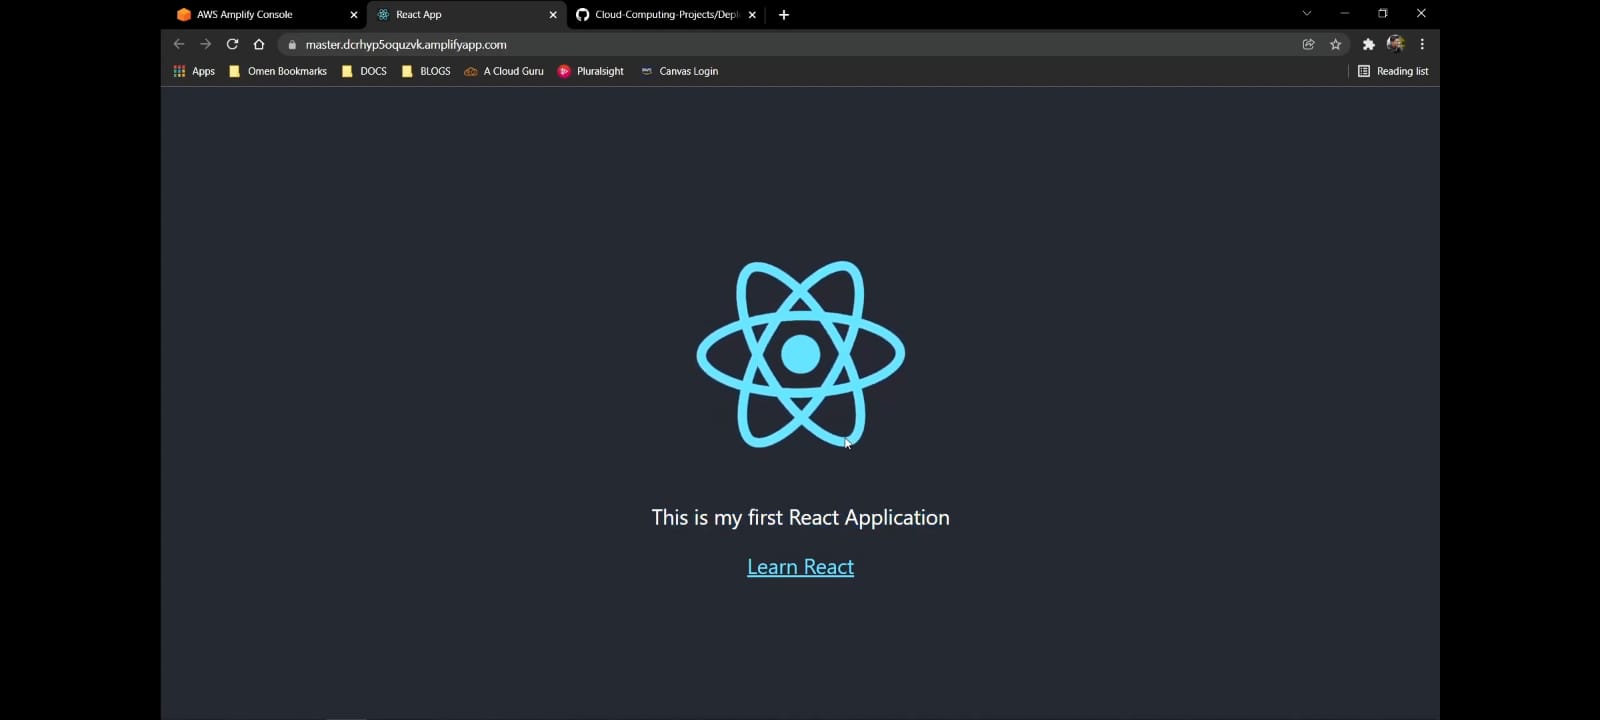 AWS Amplify Console
React App
Cloud-Computing-Projects/Depl
master.dcrhyp5oquzvk.amplifyapp.com
Apps
Omen Bookmarks
DOCS
BLOGS
A Cloud Guru
Pluralsight
Canvas Login
Reading list
This is my first React Application
Learn React